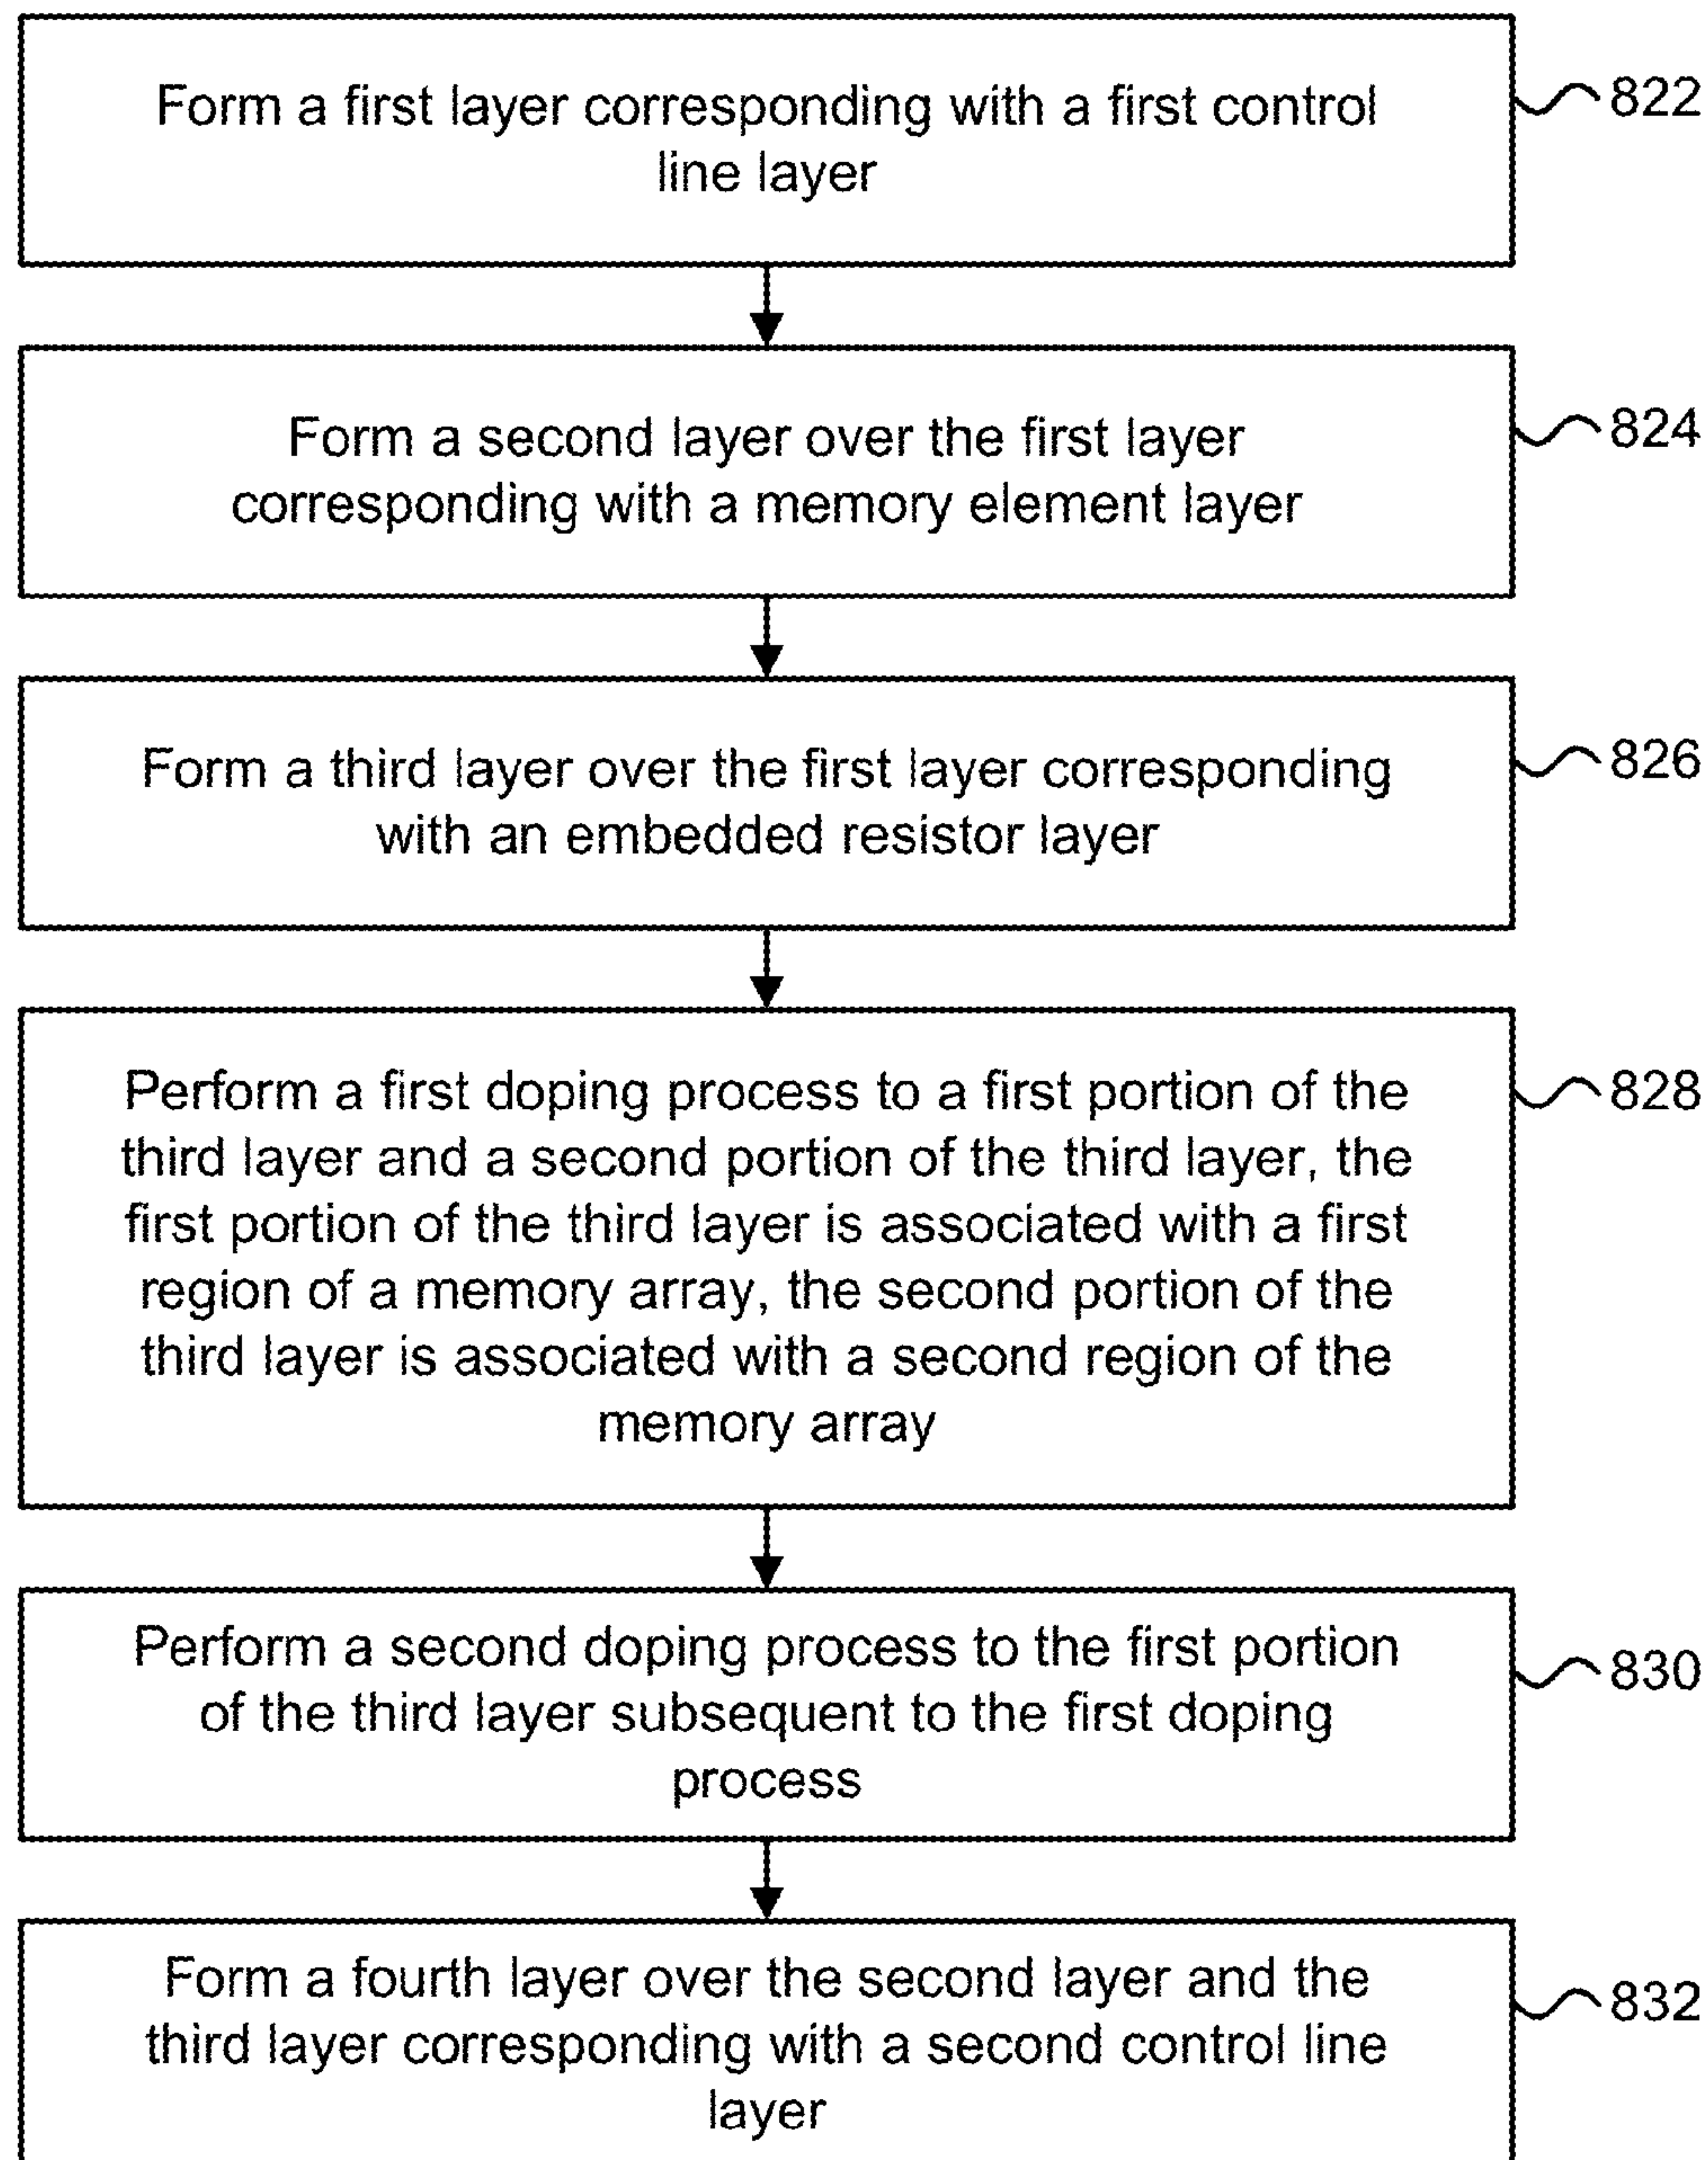 Form a first layer corresponding with a first control
line layer
822
Form a second layer over the first layer
corresponding with a memory element layer
824
Form a third layer over the first layer corresponding
with an embedded resistor layer
826
Perform a first doping process to a first portion of the
third layer and a second portion of the third layer, the
first portion of the third layer is associated with a first
region of a memory array, the second portion of the
third layer is associated with a second region of the
memory array
828
Perform a second doping process to the first portion
of the third layer subsequent to the first doping
process
830
Form a fourth layer over the second layer and the
third layer corresponding with a second control line
layer
832